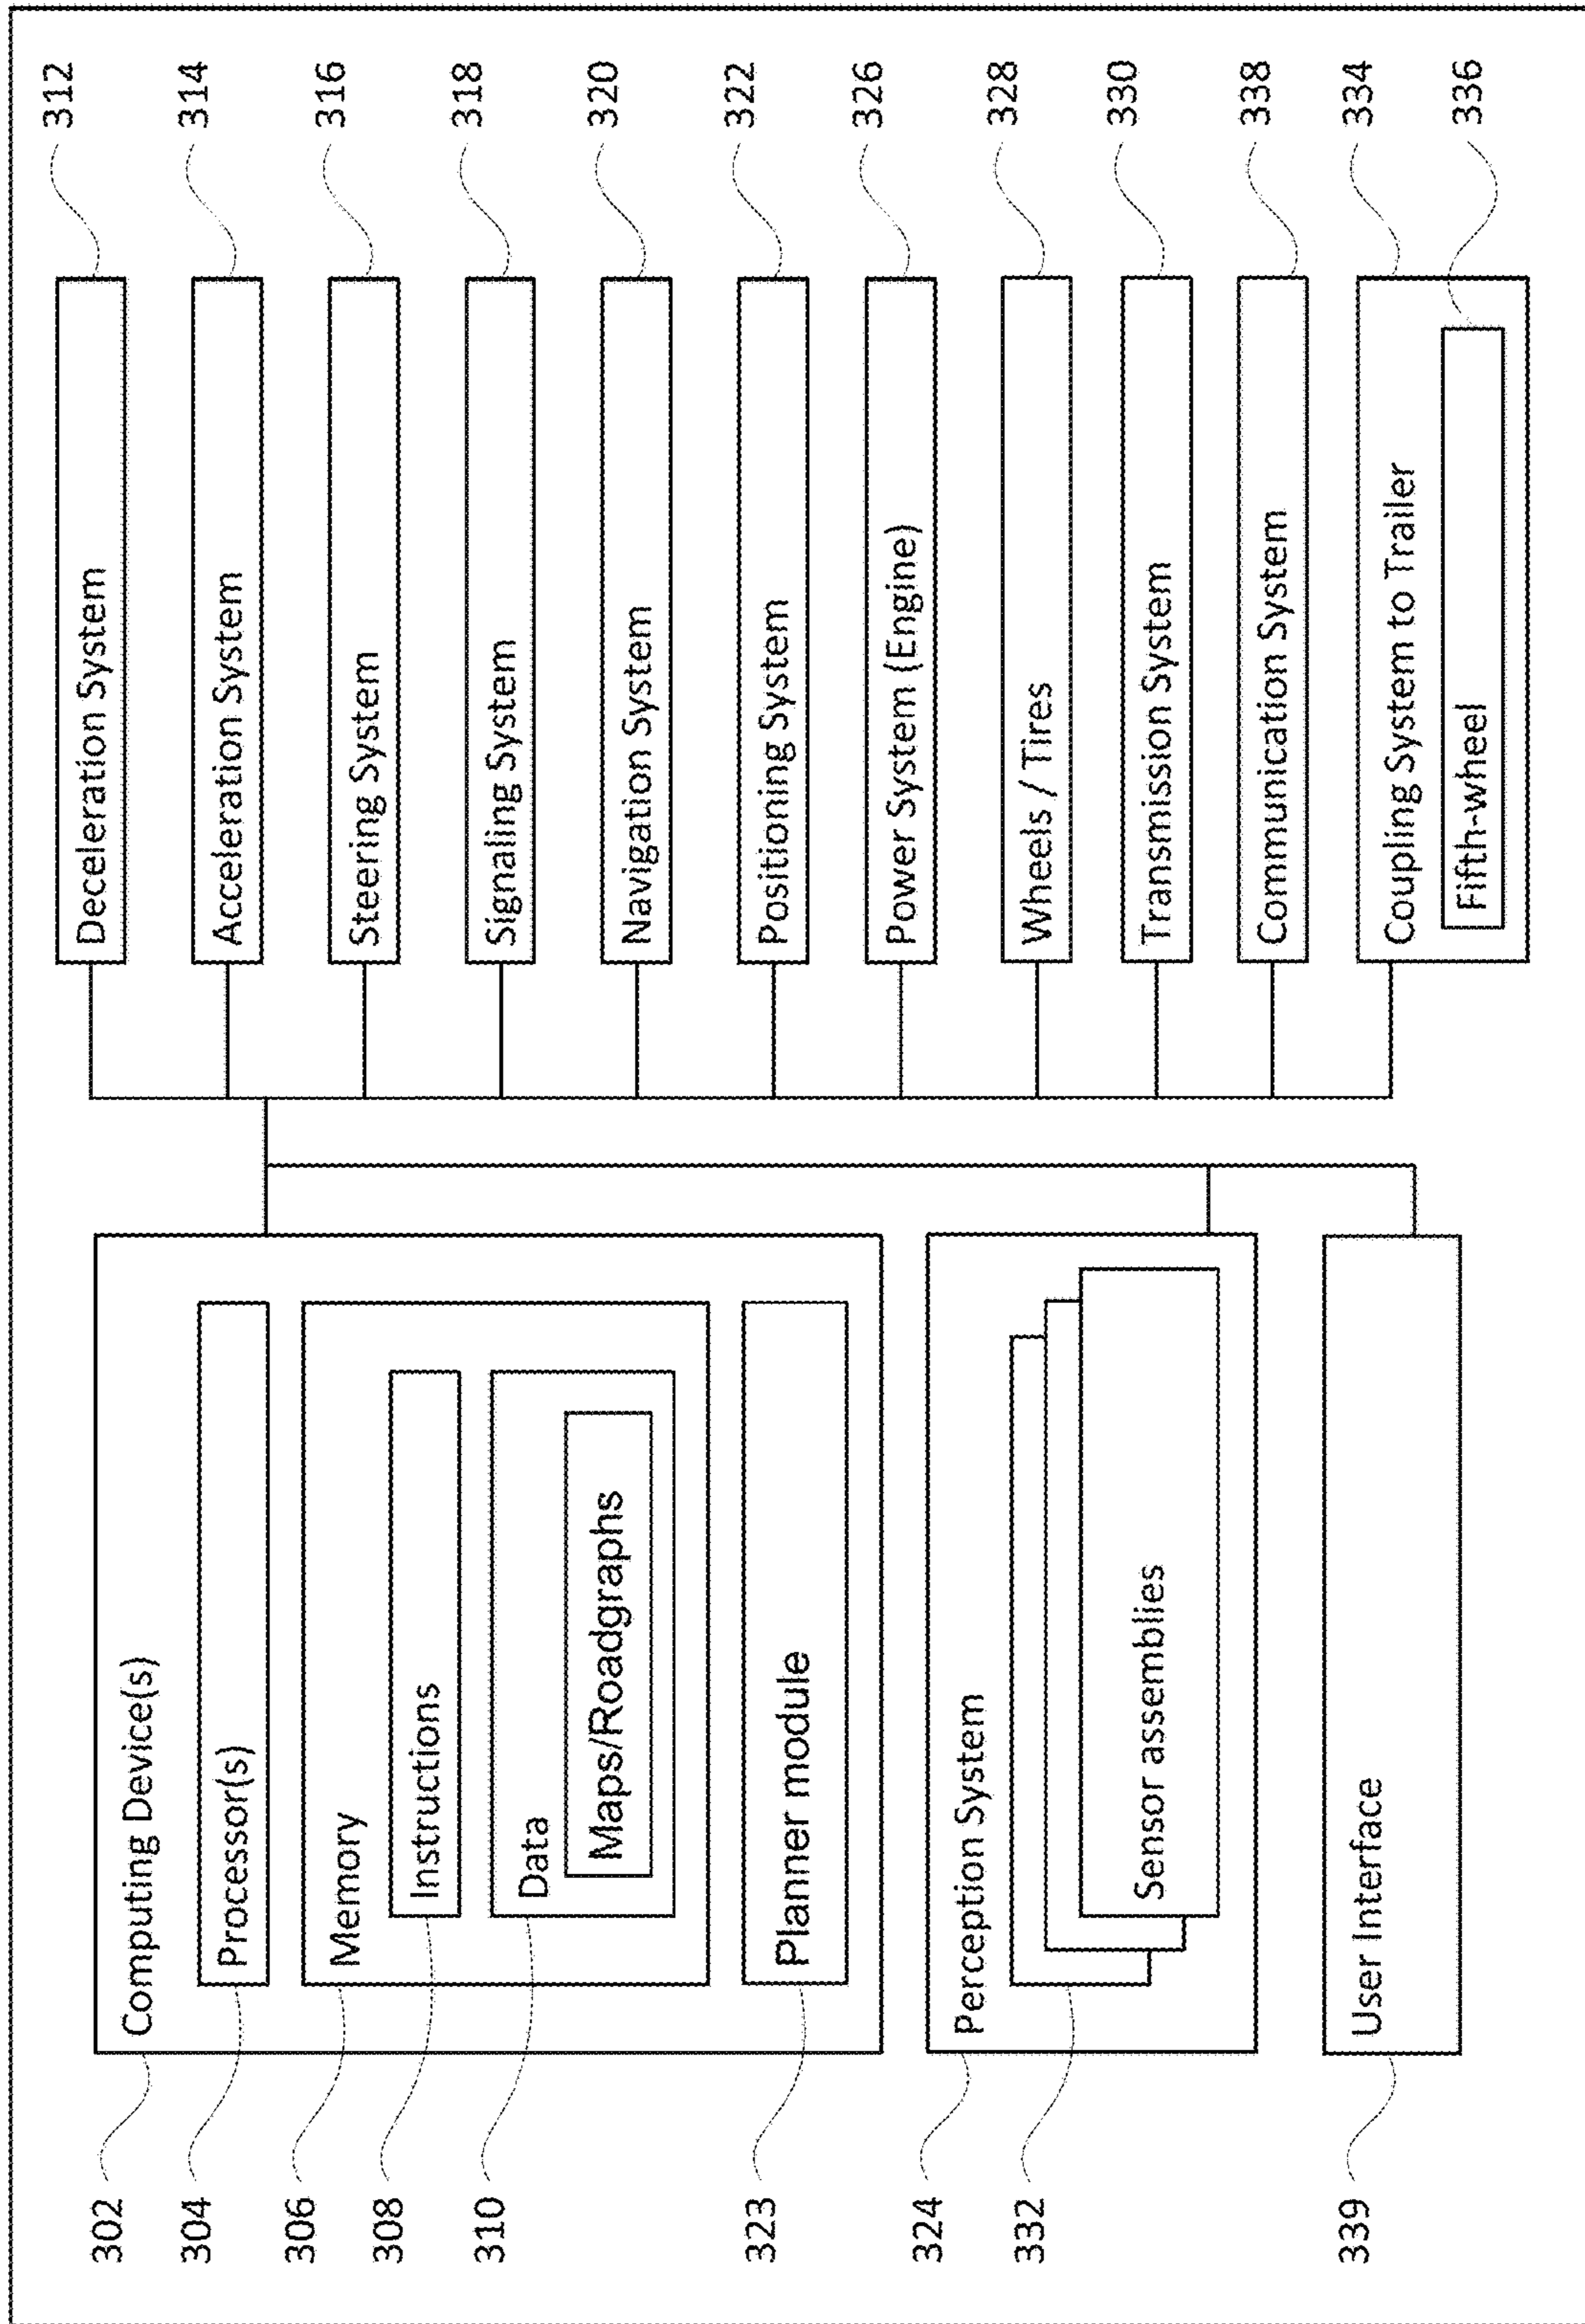 302
Computing Device(s)
304
Processor(s)
306
Memory
308
Instructions
310
Data
Maps/Roadgraphs
323
Planner module
324
Perception System
332
Sensor assemblies
339
User Interface
Deceleration System
312
Acceleration System
314
Steering System
316
Signaling System
318
Navigation System
320
Positioning System
322
Power System (Engine)
326
Wheels / Tires
328
Transmission System
330
Communication System
338
Coupling System to Trailer
334
Fifth-wheel
336